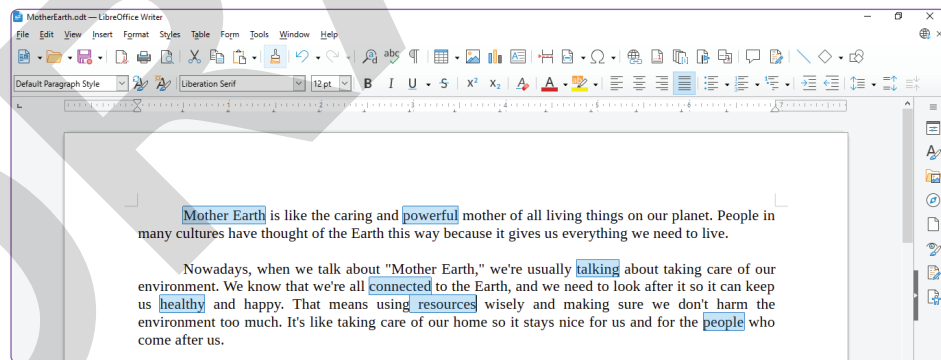 MotherEarth.odt — LibreOffice Writer
File Edit View Insert Format Styles Table Form Tools Window Help
Default Paragraph Style Liberation Serif 12 pt
Mother Earth is like the caring and powerful mother of all living things on our planet. People in
many cultures have thought of the Earth this way because it gives us everything we need to live.
Nowadays, when we talk about "Mother Earth," we're usually talking about taking care of our
environment. We know that we're all connected to the Earth, and we need to look after it so it can keep
us healthy and happy. That means using resources wisely and making sure we don't harm the
environment too much. It's like taking care of our home so it stays nice for us and for the people who
come after us.